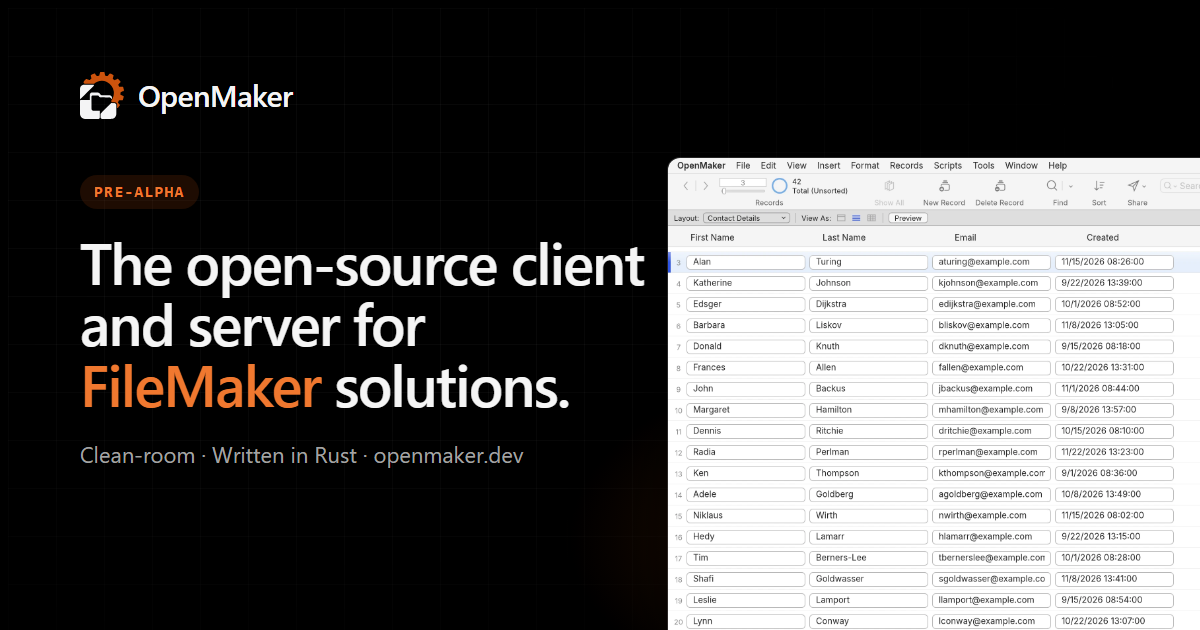 OpenMaker
PRE-ALPHA
The open-source client
and server for
FileMaker solutions.
Clean-room · Written in Rust · openmaker.dev
OpenMaker File Edit View Insert Format Records Scripts Tools Window Help
3 42
Total (Unsorted)
Records Show All New Record Delete Record Find Sort Share
Layout: Contact Details View As: Preview
First Name Last Name Email Created
3 Alan Turing aturing@example.com 11/15/2026 08:26:00
4 Katherine Johnson kjohnson@example.com 9/22/2026 13:39:00
5 Edsger Dijkstra edijkstra@example.com 10/1/2026 08:52:00
6 Barbara Liskov bliskov@example.com 11/8/2026 13:05:00
7 Donald Knuth dknuth@example.com 9/15/2026 08:18:00
8 Frances Allen fallen@example.com 10/22/2026 13:31:00
9 John Backus jbackus@example.com 11/1/2026 08:44:00
10 Margaret Hamilton mhamilton@example.com 9/8/2026 13:57:00
11 Dennis Ritchie dritchie@example.com 10/15/2026 08:10:00
12 Radia Perlman rperlman@example.com 11/22/2026 13:23:00
13 Ken Thompson kthompson@example.com 9/1/2026 08:36:00
14 Adele Goldberg agoldberg@example.com 10/8/2026 13:49:00
15 Niklaus Wirth nwirth@example.com 11/15/2026 08:02:00
16 Hedy Lamarr hlamarr@example.com 9/22/2026 13:15:00
17 Tim Berners-Lee tbernerslee@example.com 10/1/2026 08:28:00
18 Shafi Goldwasser sgoldwasser@example.co 11/8/2026 13:41:00
19 Leslie Lamport llamport@example.com 9/15/2026 08:54:00
20 Lynn Conway lconway@example.com 10/22/2026 13:07:00